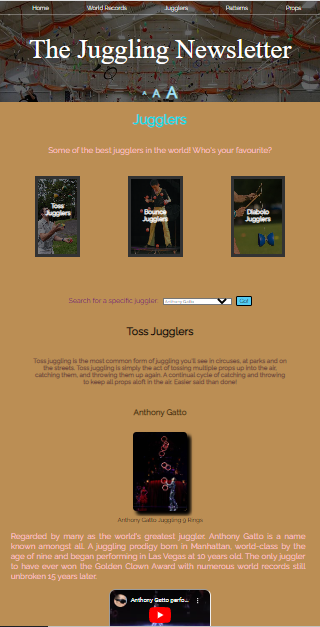 Home World Records Jugglers Patterns Props
The Juggling Newsletter
A A A
Jugglers
Some of the best jugglers in the world! Who's your favourite?
Toss Jugglers
Bounce Jugglers
Diabolo Jugglers
Search for a specific juggler: Anthony Gatto Go!
Toss Jugglers
Toss juggling is the most common form of juggling you'll see in circuses, at parks and on
the streets. Toss juggling is simply the act of tossing multiple props up into the air,
catching them, and throwing them up again. A continual cycle of catching and throwing
to keep all props aloft in the air. Easier said than done!
Anthony Gatto
Anthony Gatto Juggling 9 Rings
Regarded by many as the world's greatest juggler, Anthony Gatto is a name
known amongst all. A juggling prodigy born in Manhattan, world-class by the
age of nine and began performing in Las Vegas at 10 years old. The only juggler
to have ever won the Golden Clown Award with numerous world records still
unbroken 15 years later.
Anthony Gatto perfo...